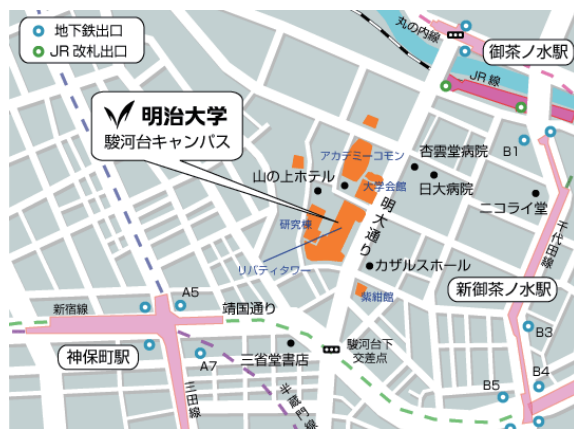 地下鉄出口
JR改札出口
丸の内線
御茶ノ水駅
JR線
明治大学
駿河台キャンパス
アカデミーコモン
杏雲堂病院
B1
山の上ホテル
大学会館
日大病院
ニコライ堂
研究棟
明大通り
千代田線
リバティタワー
カザルスホール
新御茶ノ水駅
紫紺館
新宿線
A5
靖国通り
B3
神保町駅
A7
三省堂書店
駿河台下
交差点
三田線
半蔵門線
B5
B4